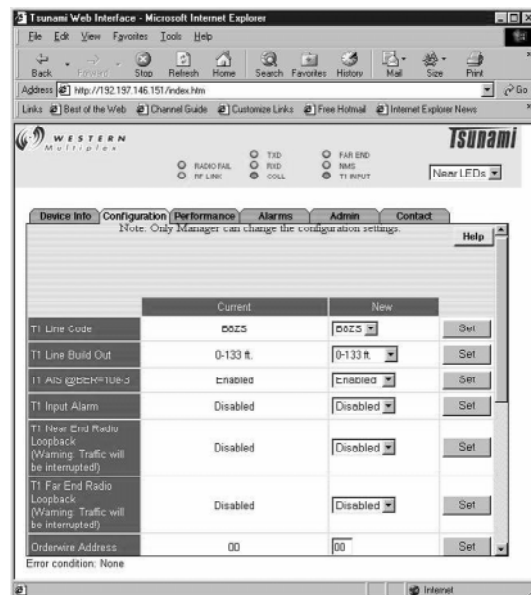 Tsunami Web Interface - Microsoft Internet Explorer
File Edit View Favorites Tools Help
Back Forward Stop Refresh Home Search Favorites History Mail Size Print
Address http://192.197.146.151/index.htm Go
Links Best of the Web Channel Guide Customize Links Free Hotmail Internet Explorer News
WESTERN
Multiplex
Tsunami
TXD FAR END
RADIO FAIL RXD NMS
RF LINK COLL T1 INPUT
Near LEDs
Device Info Configuration Performance Alarms Admin Contact
Note: Only Manager can change the configuration settings.
Help
Current New
T1 Line Code B8ZS B8ZS Set
T1 Line Build Out 0-133 ft. 0-133 ft. Set
T1 AIS @BER=10e-3 Enabled Enabled Set
T1 Input Alarm Disabled Disabled Set
T1 Near End Radio
Loopback
(Warning: Traffic will
be interrupted!)
Disabled Disabled Set
T1 Far End Radio
Loopback
(Warning: Traffic will
be interrupted!)
Disabled Disabled Set
Orderwire Address 00 00 Set
Error condition: None
Internet